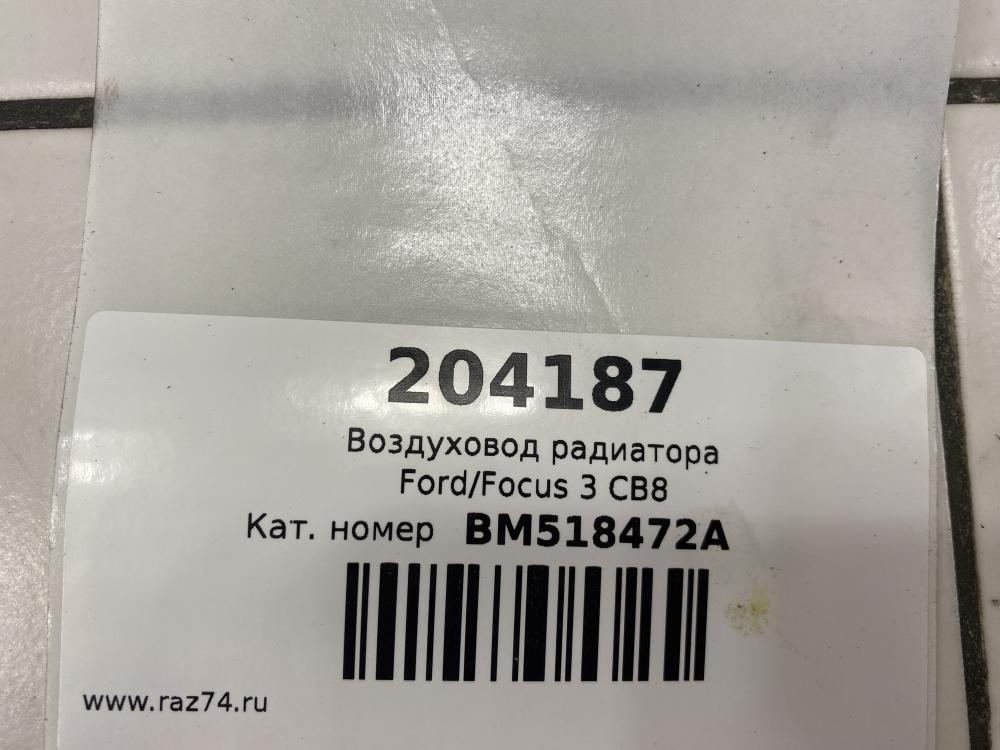 204187
Воздуховод радиатора
Ford/Focus 3 CB8
Кат. номер BM518472A
www.raz74.ru